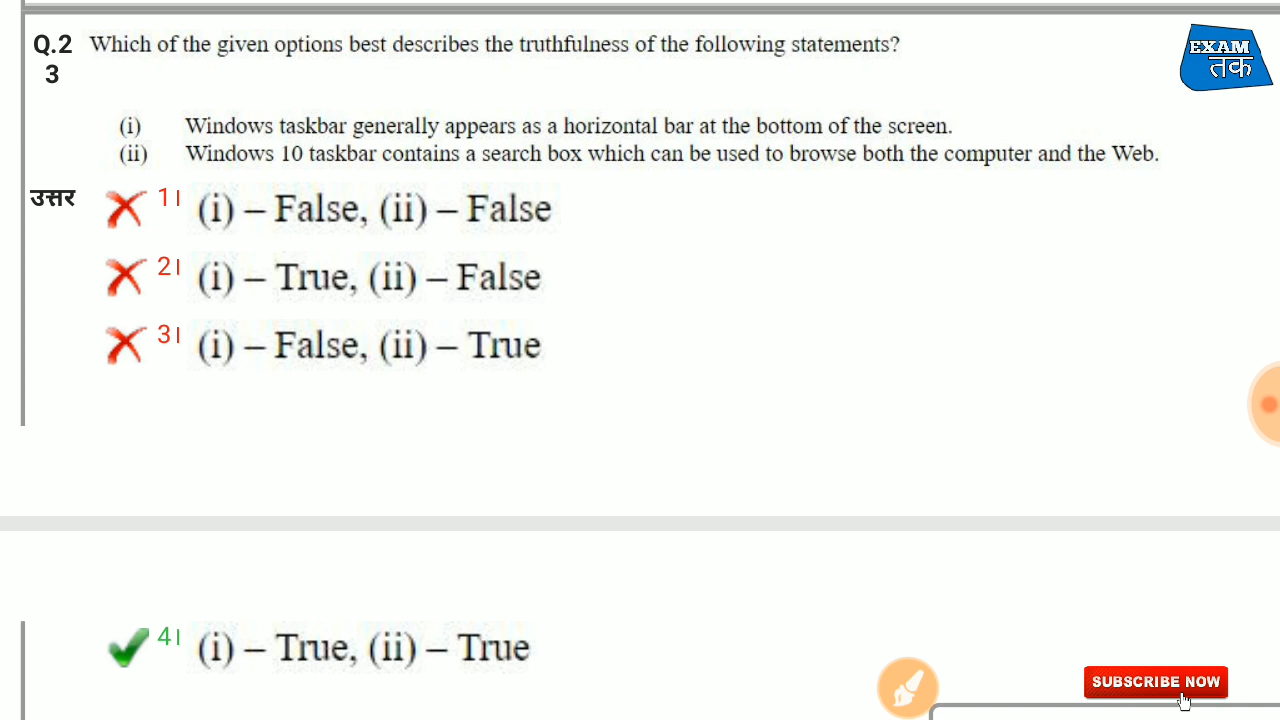 Q.2 Which of the given options best describes the truthfulness of the following statements?
3
EXAM
तक
(i) Windows taskbar generally appears as a horizontal bar at the bottom of the screen.
(ii) Windows 10 taskbar contains a search box which can be used to browse both the computer and the Web.
उत्तर 1। (i) – False, (ii) – False
2। (i) – True, (ii) – False
3। (i) – False, (ii) – True
4। (i) – True, (ii) – True
SUBSCRIBE NOW